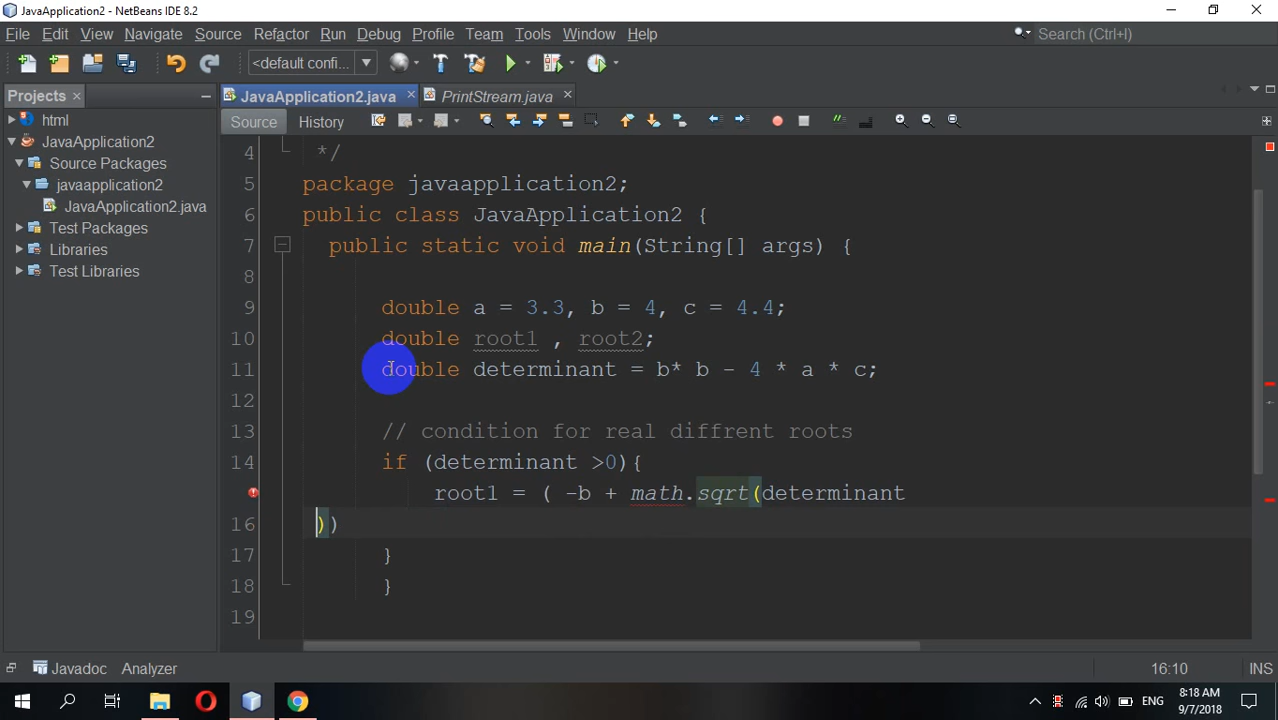 JavaApplication2 - NetBeans IDE 8.2
File Edit View Navigate Source Refactor Run Debug Profile Team Tools Window Help
Search (Ctrl+I)
<default confi...
Projects
JavaApplication2.java
PrintStream.java
html
Source
History
JavaApplication2
Source Packages
javaapplication2
JavaApplication2.java
Test Packages
Libraries
Test Libraries
4 */
5 package javaapplication2;
6 public class JavaApplication2 {
7 public static void main(String[] args) {
8
9 double a = 3.3, b = 4, c = 4.4;
10 double root1 , root2;
11 double determinant = b* b - 4 * a * c;
12
13 // condition for real diffrent roots
14 if (determinant >0){
root1 = ( -b + math.sqrt(determinant
16 ))
17 }
18 }
19
Javadoc
Analyzer
16:10
INS
ENG
8:18 AM
9/7/2018